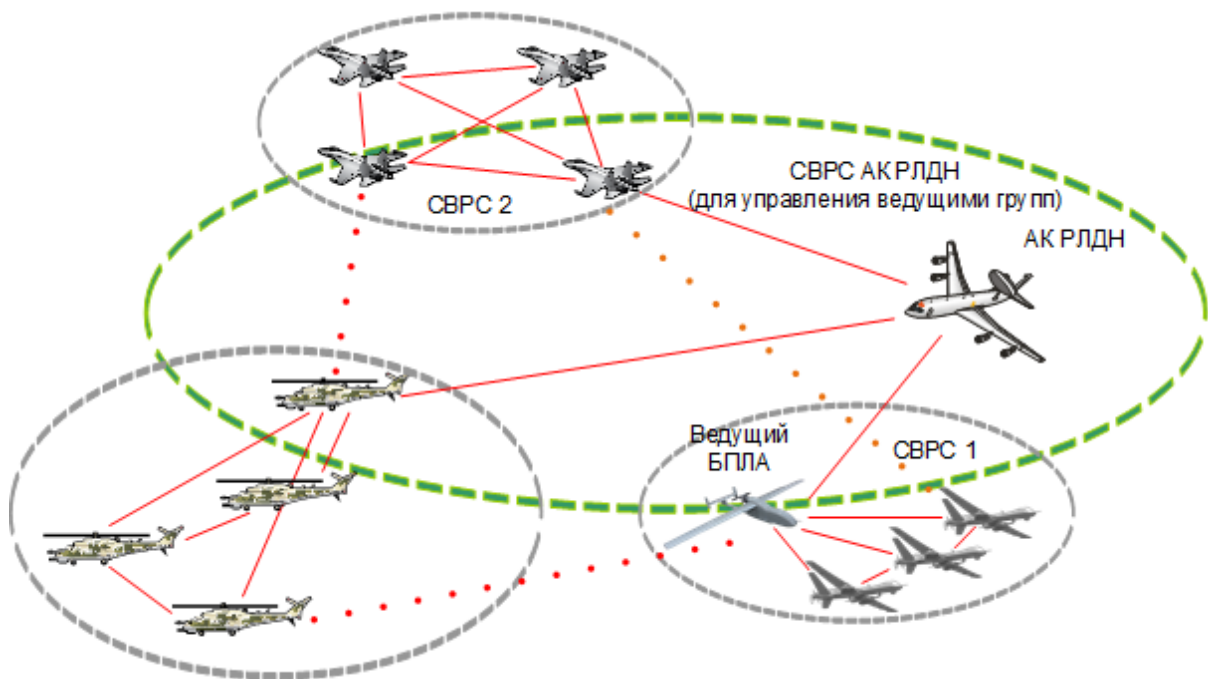 СВРС 2
СВРС АК РЛДН
(для управления ведущими групп)
АК РЛДН
Ведущий
БПЛА
СВРС 1